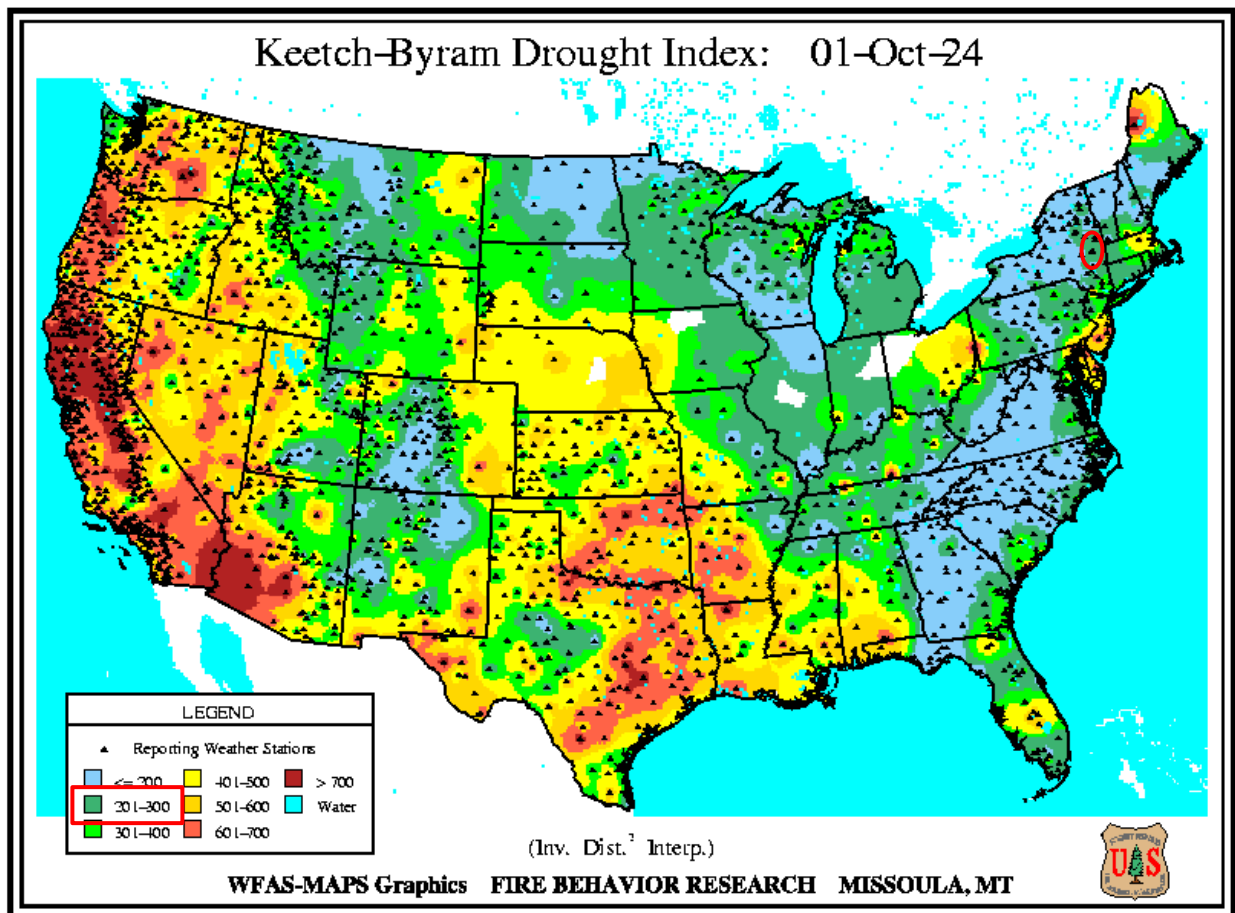 Keetch-Byram Drought Index: 01-Oct-24
LEGEND
Reporting Weather Stations
<= 200 401-500 > 700
201-300 501-600 Water
301-400 601-700
(Inv. Dist.² Interp.)
WFAS-MAPS Graphics FIRE BEHAVIOR RESEARCH MISSOULA, MT
U S